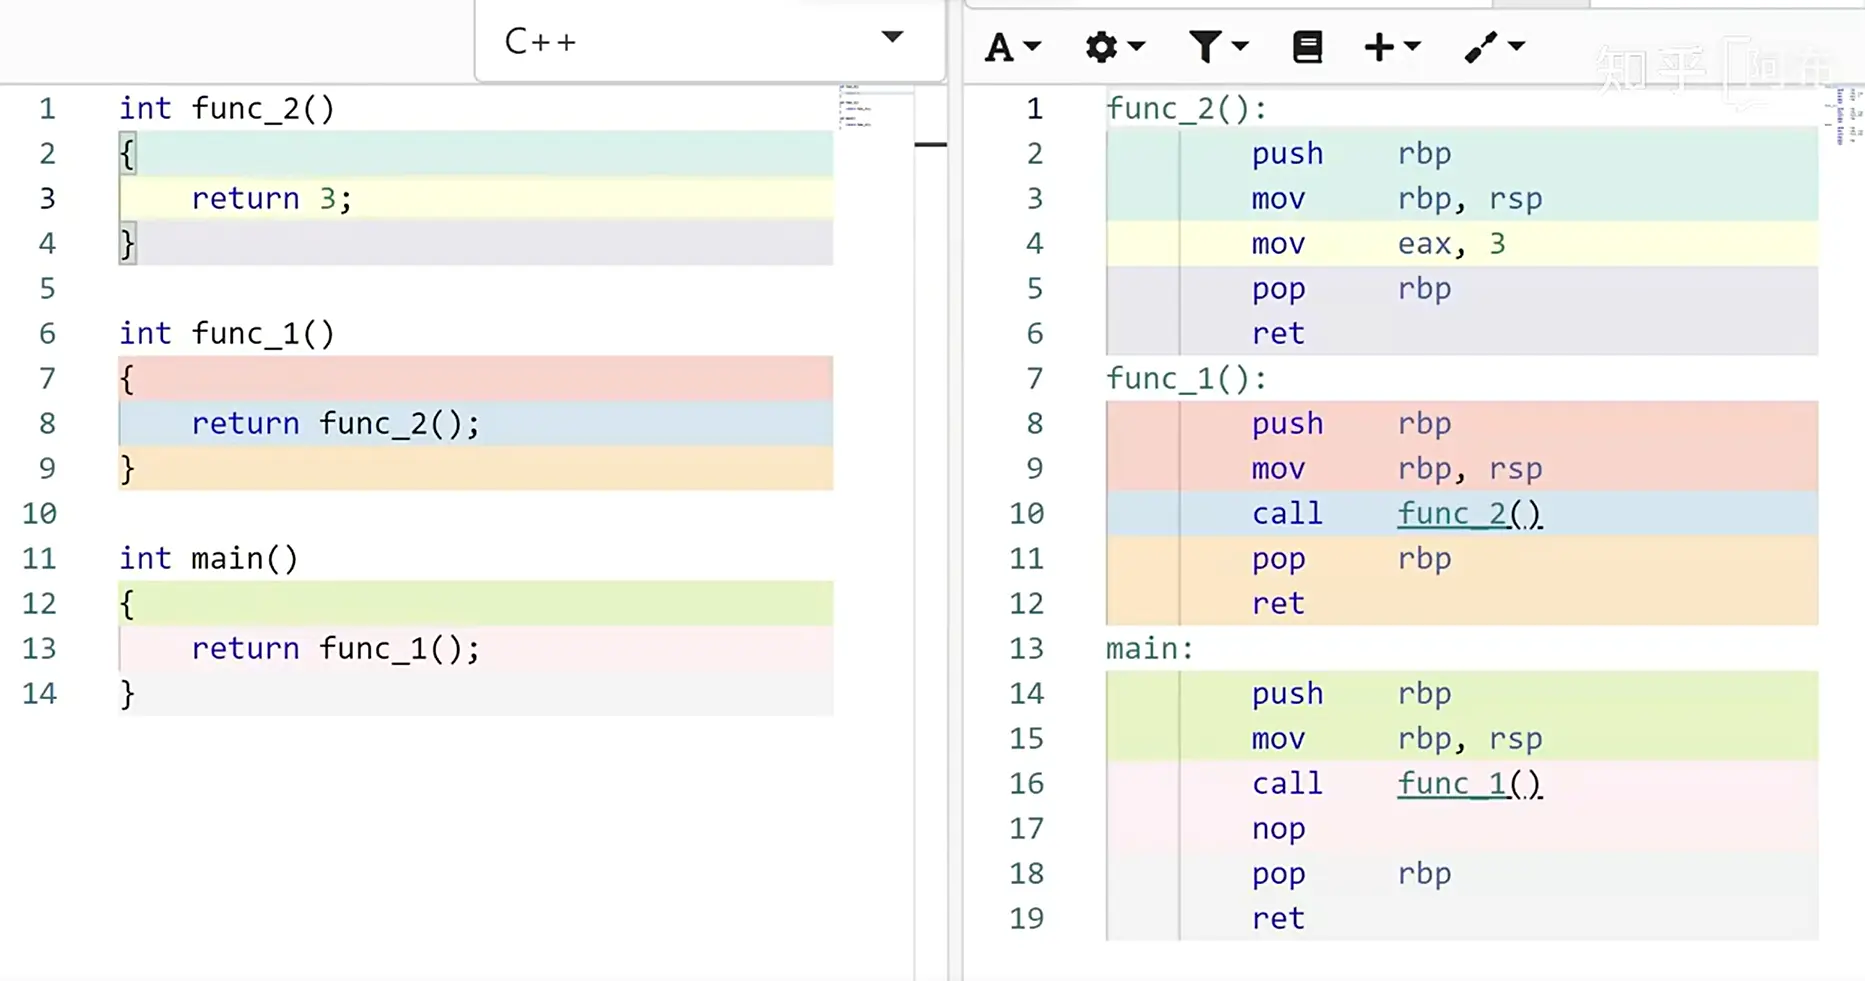 C++
1 int func_2()
2 {
3 return 3;
4 }
5
6 int func_1()
7 {
8 return func_2();
9 }
10
11 int main()
12 {
13 return func_1();
14 }
A
知乎
1 func_2():
2 push rbp
3 mov rbp, rsp
4 mov eax, 3
5 pop rbp
6 ret
7 func_1():
8 push rbp
9 mov rbp, rsp
10 call func_2()
11 pop rbp
12 ret
13 main:
14 push rbp
15 mov rbp, rsp
16 call func_1()
17 nop
18 pop rbp
19 ret